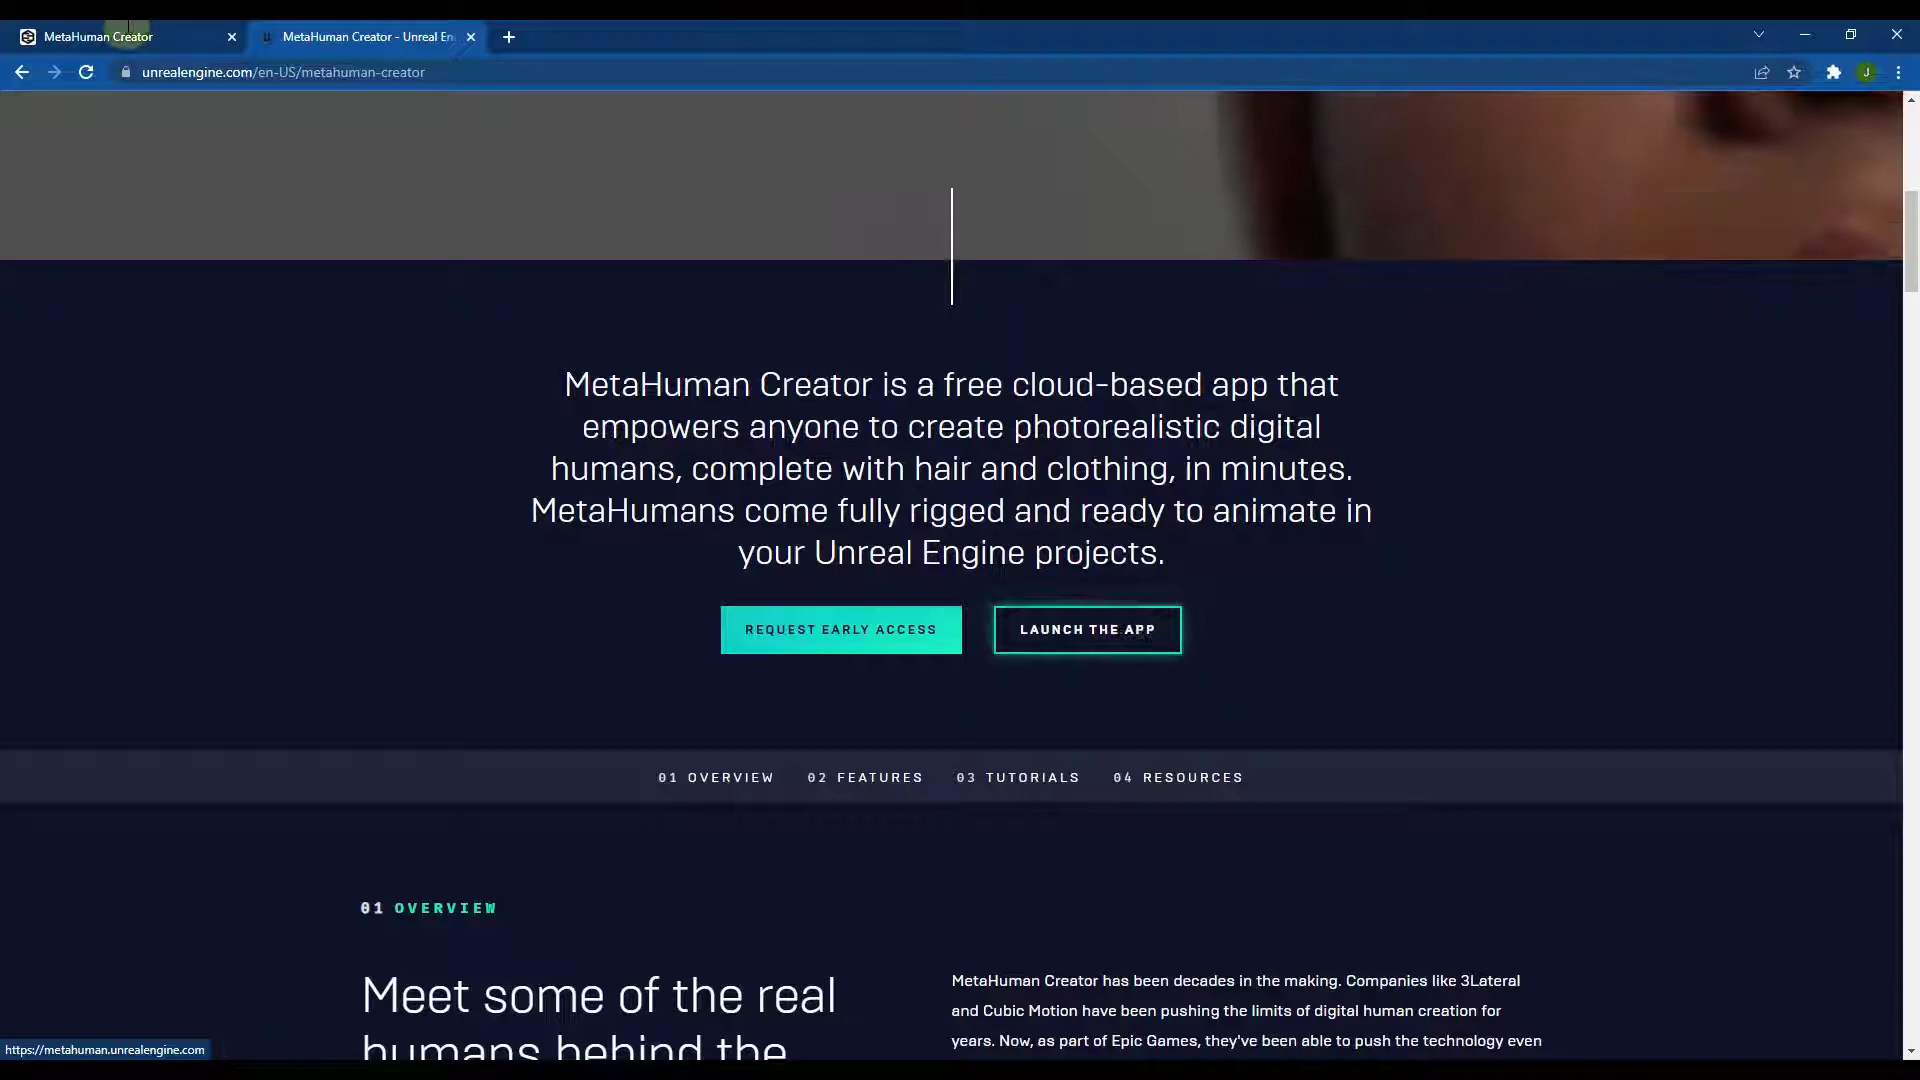 MetaHuman Creator
MetaHuman Creator - Unreal En
unrealengine.com/en-US/metahuman-creator
J
MetaHuman Creator is a free cloud-based app that
empowers anyone to create photorealistic digital
humans, complete with hair and clothing, in minutes.
MetaHumans come fully rigged and ready to animate in
your Unreal Engine projects.
REQUEST EARLY ACCESS
LAUNCH THE APP
01 OVERVIEW 02 FEATURES 03 TUTORIALS 04 RESOURCES
01 OVERVIEW
Meet some of the real
humans behind the
MetaHuman Creator has been decades in the making. Companies like 3Lateral
and Cubic Motion have been pushing the limits of digital human creation for
years. Now, as part of Epic Games, they've been able to push the technology even
https://metahuman.unrealengine.com